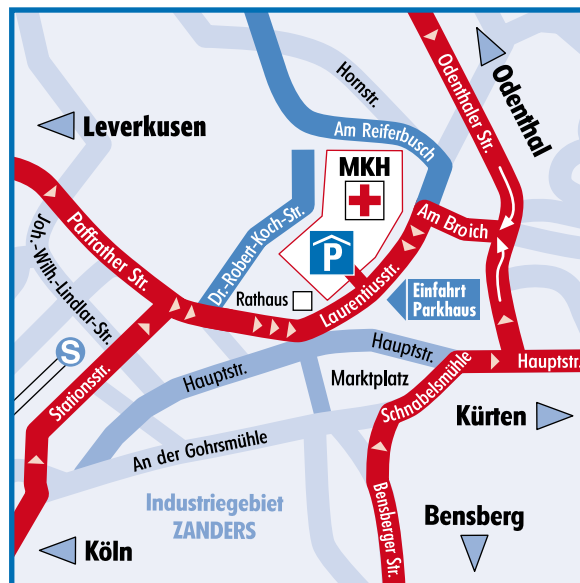 Hornstr.
Odenthaler Str.
Odenthal
Leverkusen
Am Reiferbusch
MKH
Am Broich
Paffrather Str.
Joh.-Wilh.-Lindlar-Str.
Dr.-Robert-Koch-Str.
P
Rathaus
Laurentiusstr.
Einfahrt
Parkhaus
S
Stationsstr.
Hauptstr.
Hauptstr.
Hauptstr.
Marktplatz
Schnabelsmühle
Kürten
An der Gohrsmühle
Industriegebiet
ZANDERS
Bensberger Str.
Bensberg
Köln